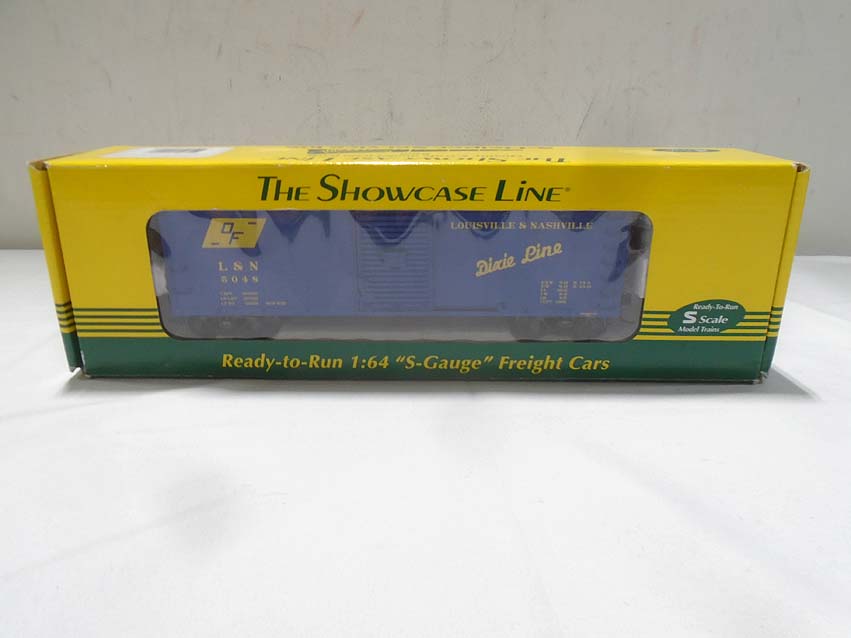 THE SHOWCASE LINE®
DF
LOUISVILLE & NASHVILLE
Dixie Line
L & N
6048
Ready-To-Run
S Scale
Model Trains
Ready-to-Run 1:64 "S-Gauge" Freight Cars